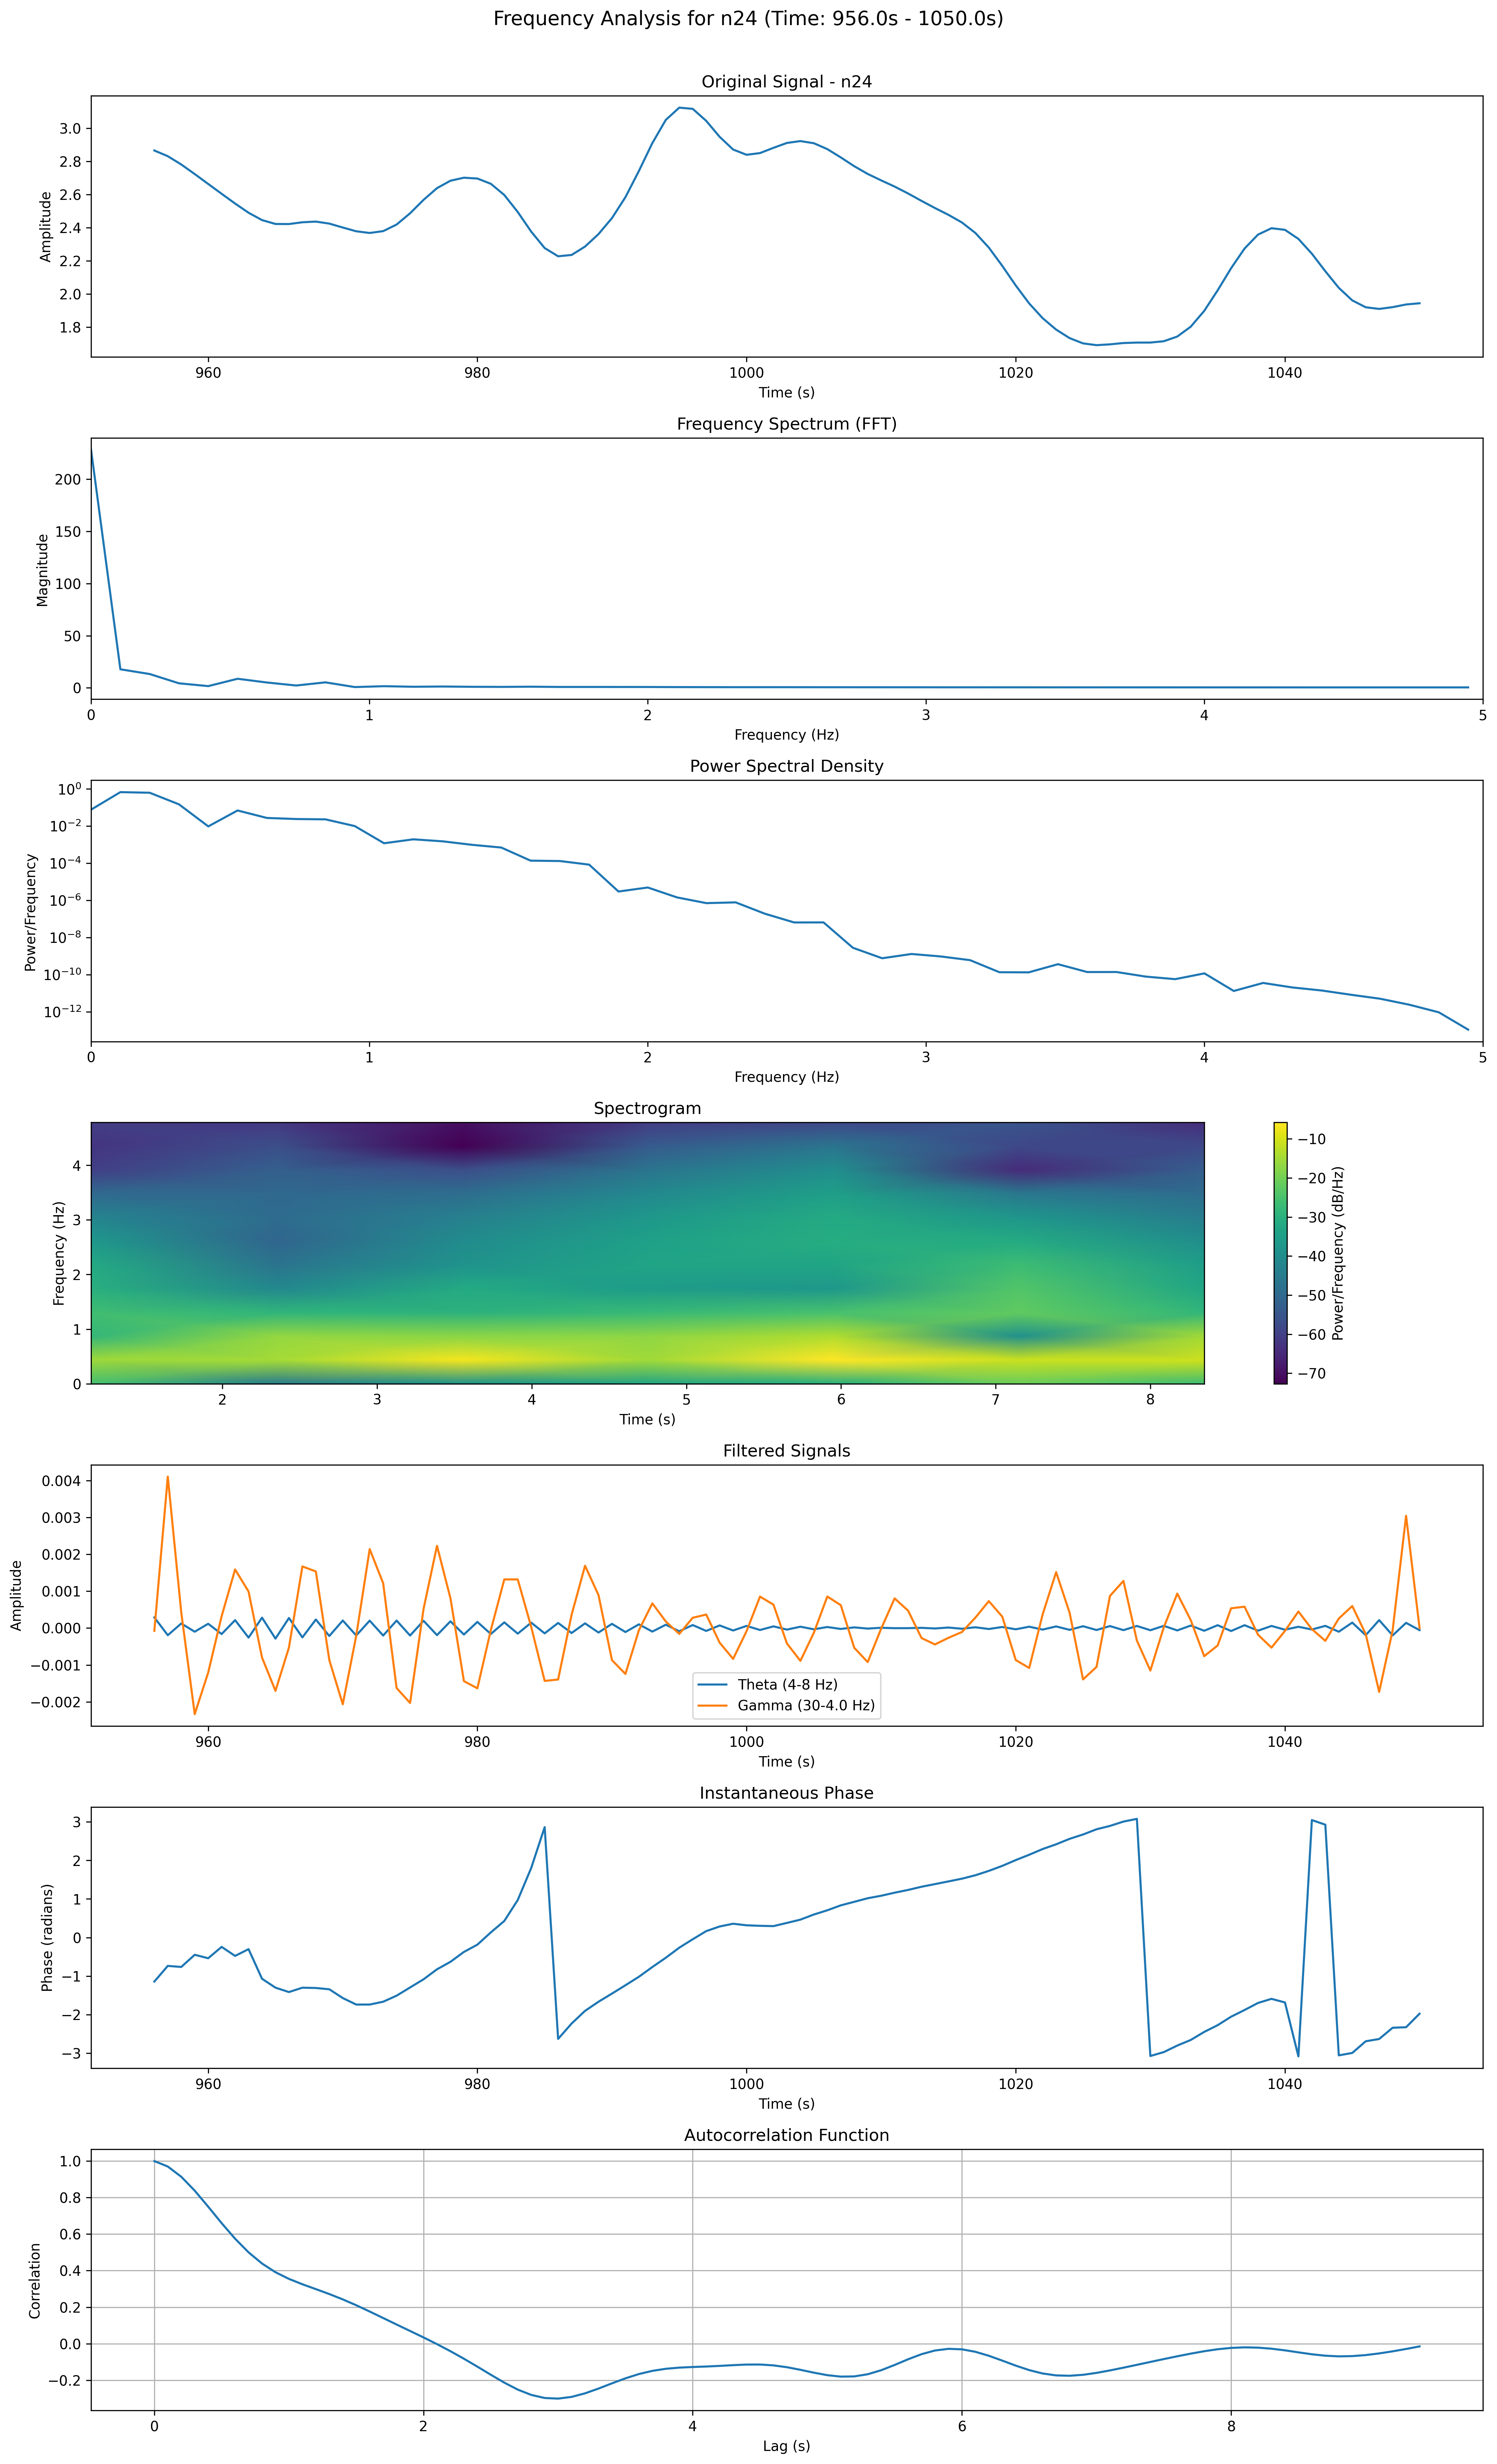 Frequency Analysis for n24 (Time: 956.0s - 1050.0s)
Original Signal - n24
Amplitude
3.0
2.8
2.6
2.4
2.2
2.0
1.8
960 980 1000 1020 1040
Time (s)
Frequency Spectrum (FFT)
Magnitude
200
150
100
50
0
0 1 2 3 4 5
Frequency (Hz)
Power Spectral Density
Power/Frequency
10⁰
10⁻²
10⁻⁴
10⁻⁶
10⁻⁸
10⁻¹⁰
10⁻¹²
0 1 2 3 4 5
Frequency (Hz)
Spectrogram
Frequency (Hz)
4
3
2
1
0
2 3 4 5 6 7 8
Time (s)
−10
−20
−30
−40
−50
−60
−70
Power/Frequency (dB/Hz)
Filtered Signals
Amplitude
0.004
0.003
0.002
0.001
0.000
−0.001
−0.002
Theta (4-8 Hz)
Gamma (30-4.0 Hz)
960 980 1000 1020 1040
Time (s)
Instantaneous Phase
Phase (radians)
3
2
1
0
−1
−2
−3
960 980 1000 1020 1040
Time (s)
Autocorrelation Function
Correlation
1.0
0.8
0.6
0.4
0.2
0.0
−0.2
0 2 4 6 8
Lag (s)